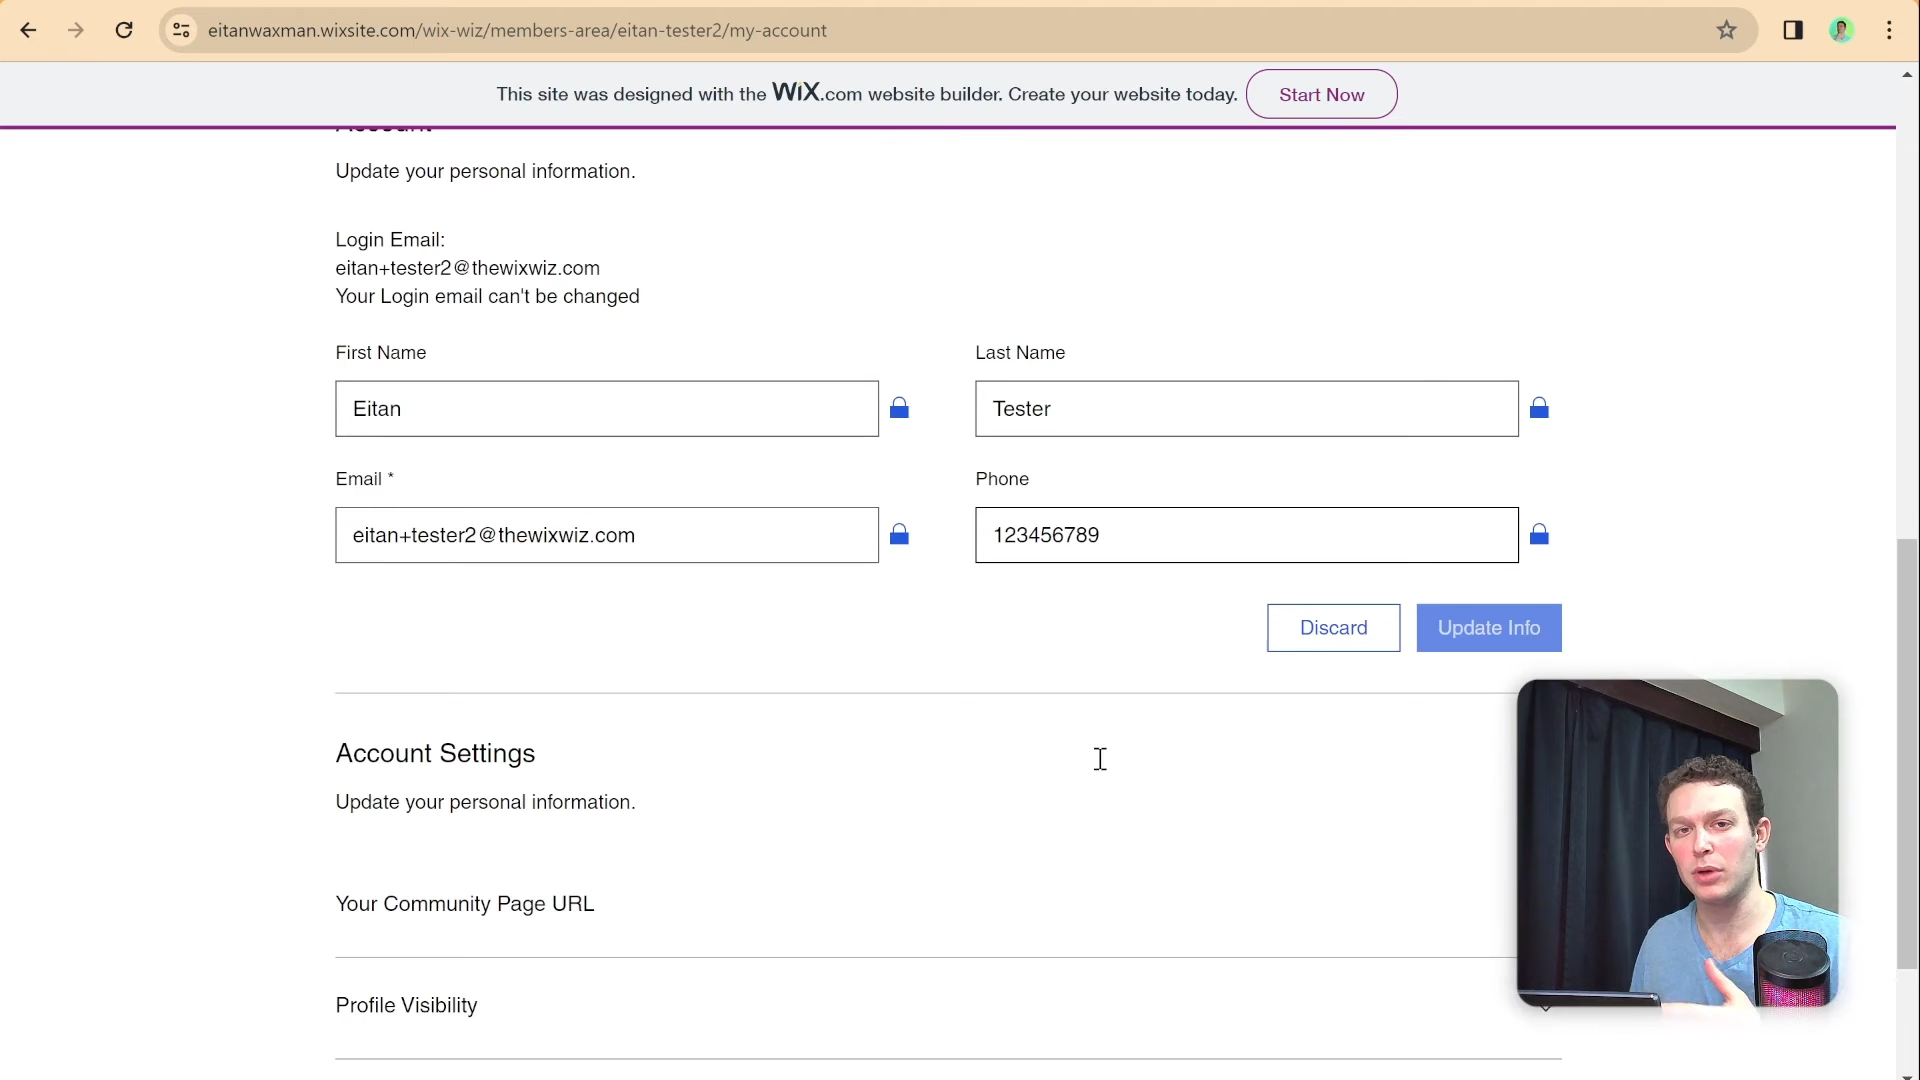 eitanwaxman.wixsite.com/wix-wiz/members-area/eitan-tester2/my-account
This site was designed with the WiX.com website builder. Create your website today.
Start Now
Account
Update your personal information.
Login Email:
eitan+tester2@thewixwiz.com
Your Login email can't be changed
First Name
Last Name
Eitan
Tester
Email *
Phone
eitan+tester2@thewixwiz.com
123456789
Discard
Update Info
Account Settings
Update your personal information.
Your Community Page URL
Profile Visibility